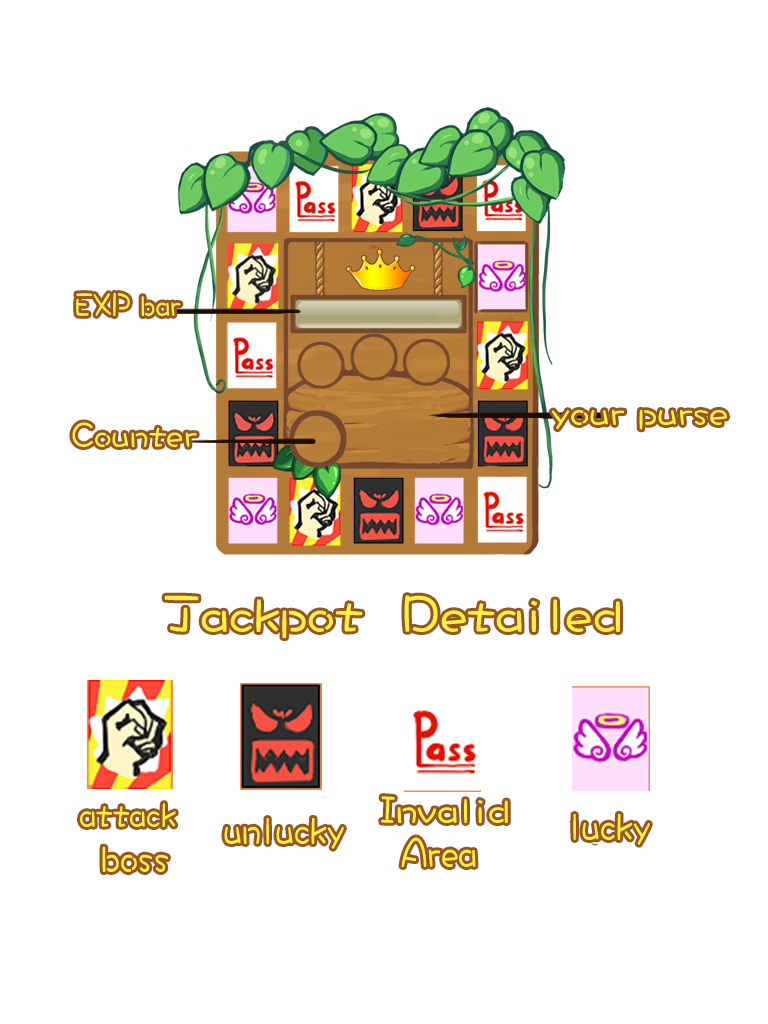 Pass
Pass
EXP bar
Pass
your purse
Counter
Pass
Jackpot Detailed
Pass
attack
boss
unlucky
Invalid
Area
lucky